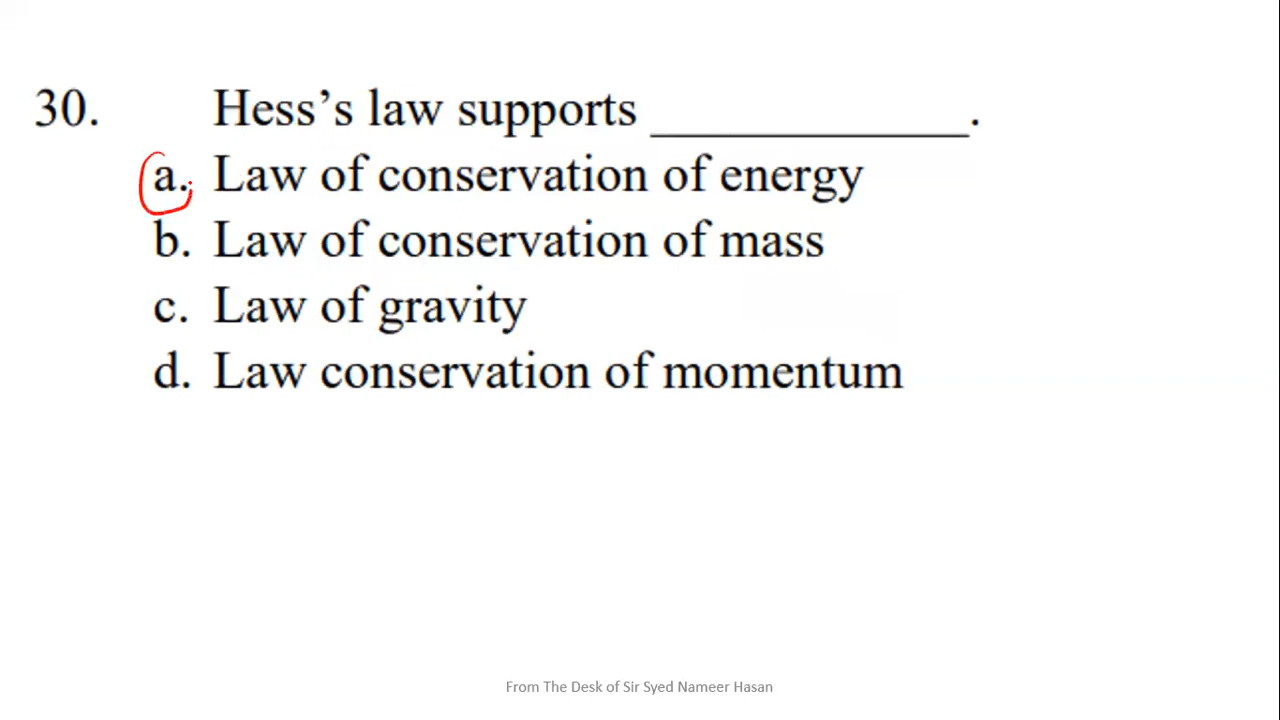 30. Hess’s law supports _____________.
a. Law of conservation of energy
b. Law of conservation of mass
c. Law of gravity
d. Law conservation of momentum
From The Desk of Sir Syed Nameer Hasan